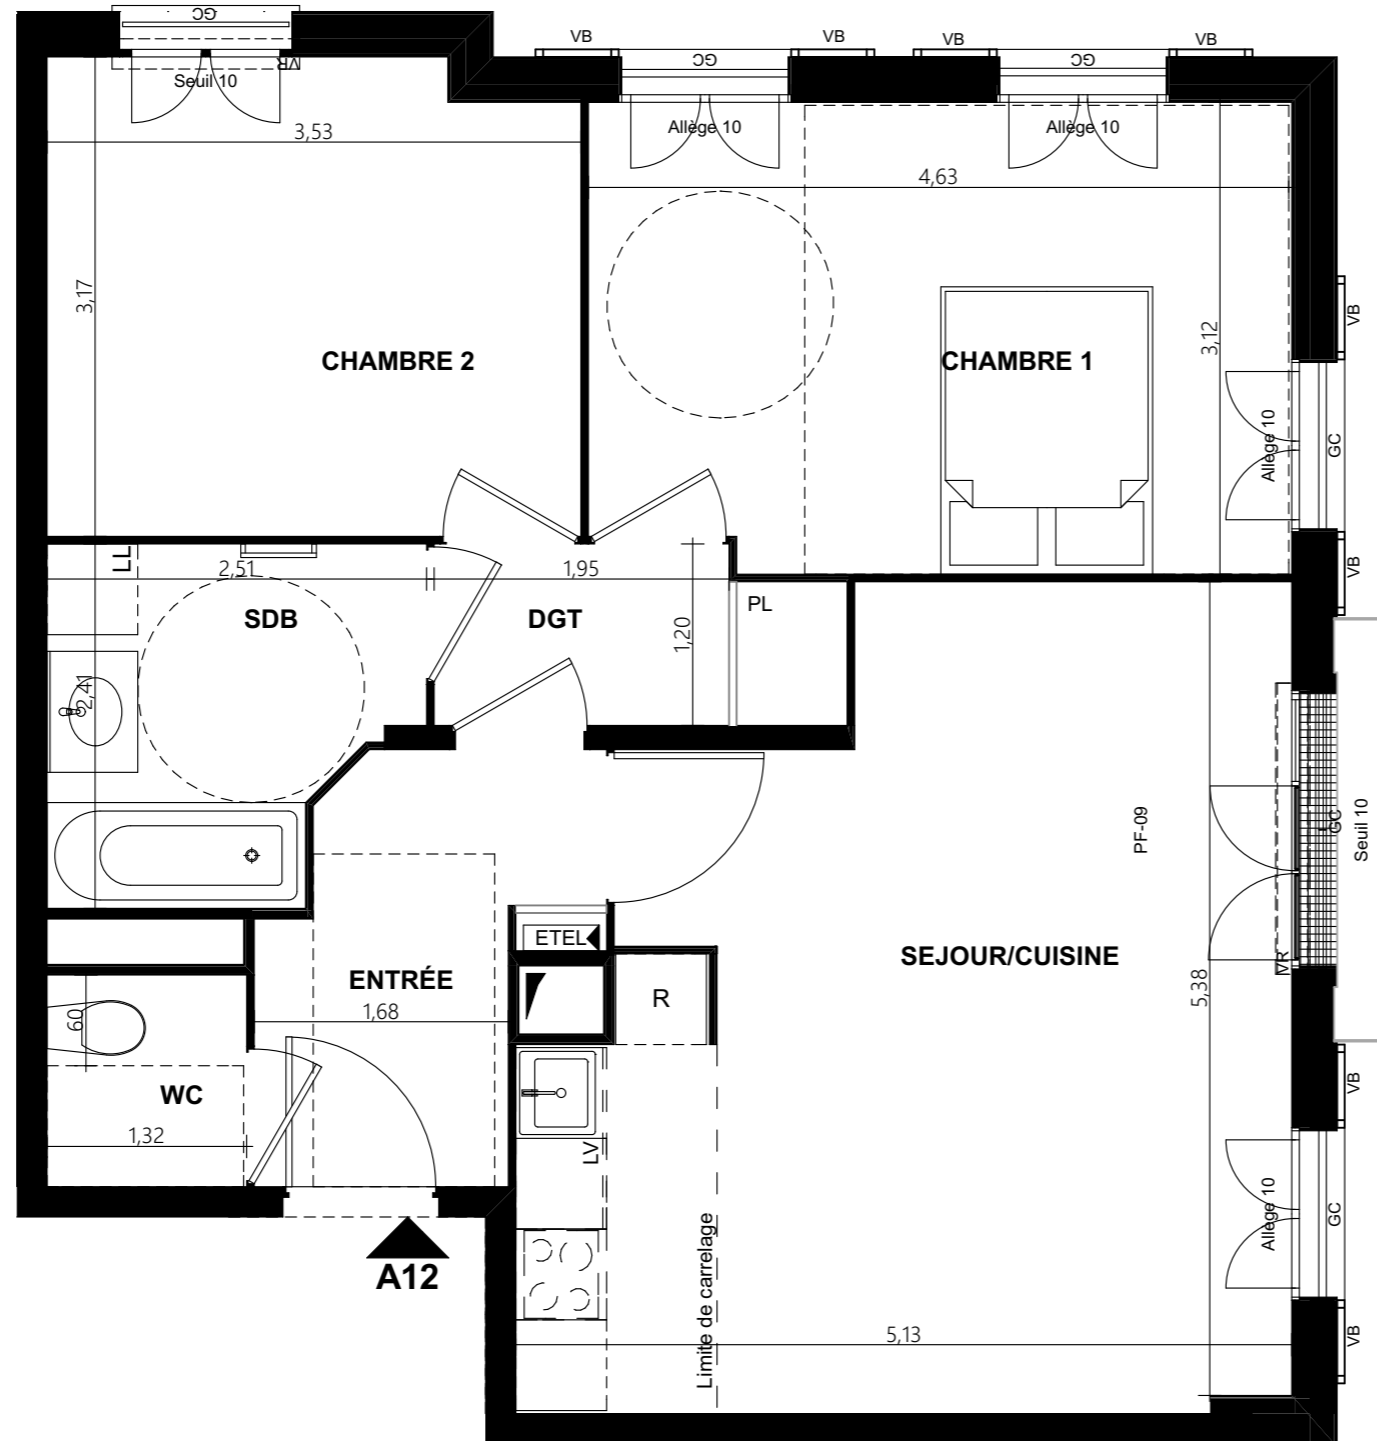 GC
VR
Seuil 10
VB
GC
VB
VB
GC
VB
Allège 10
Allège 10
3,53
4,63
3,17
3,12
CHAMBRE 2
CHAMBRE 1
VB
Allège 10
GC
VB
LL
2,51
1,95
SDB
DGT
PL
1,20
2,41
PF-09
GC
Seuil 10
ETEL
SEJOUR/CUISINE
VR
ENTRÉE
R
1,68
5,38
60
WC
1,32
LV
VB
Allège 10
GC
VB
A12
Limite de carrelage
5,13